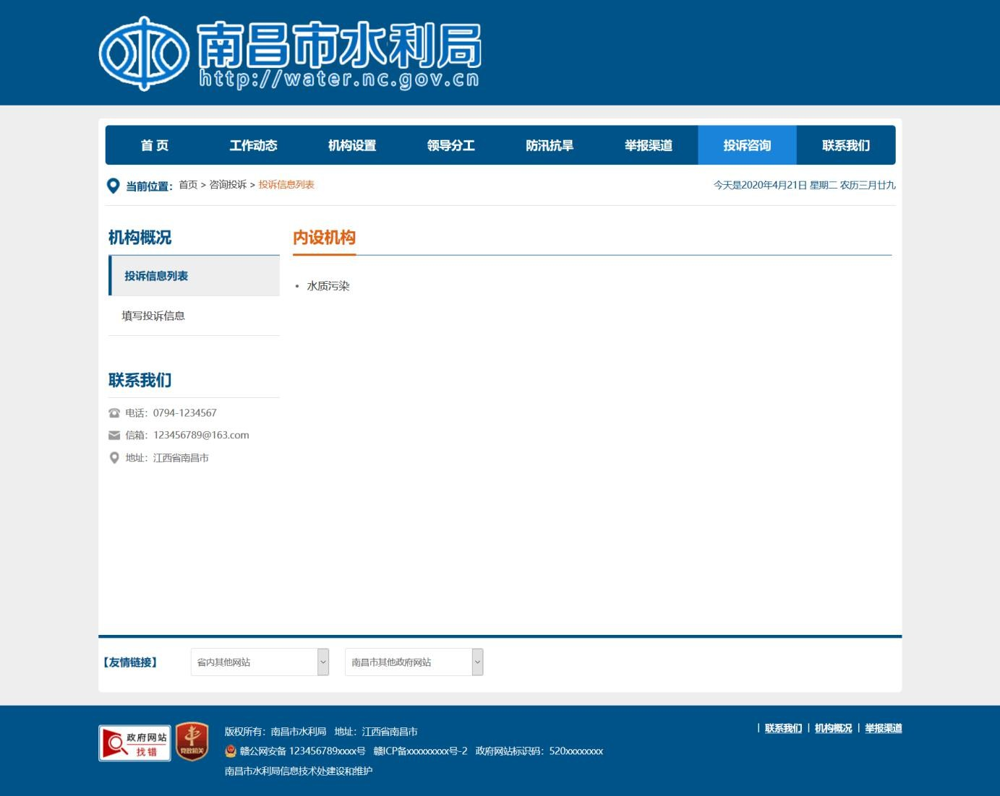 南昌市水利局
http://water.nc.gov.cn
首 页 工作动态 机构设置 领导分工 防汛抗旱 举报渠道 投诉咨询 联系我们
当前位置：首页 > 咨询投诉 > 投诉信息列表
今天是2020年4月21日 星期二 农历三月廿九
机构概况
投诉信息列表
填写投诉信息
联系我们
电话：0794-1234567
信箱：123456789@163.com
地址：江西省南昌市
内设机构
• 水质污染
【友情链接】 省内其他网站 南昌市其他政府网站
政府网站
找错
党政机关
版权所有：南昌市水利局 地址：江西省南昌市
赣公网安备 123456789xxxx号 赣ICP备xxxxxxxxx号-2 政府网站标识码：520xxxxxxxx
南昌市水利局信息技术处建设和维护
| 联系我们 | 机构概况 | 举报渠道